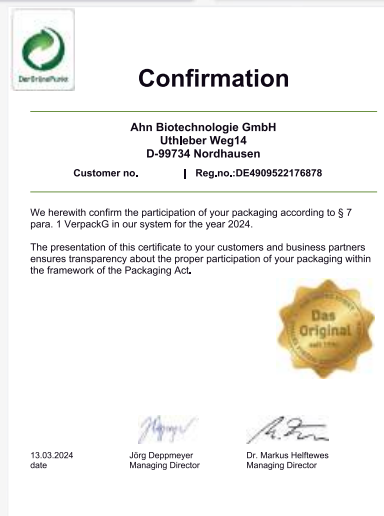 Der Grüne Punkt
Confirmation
Ahn Biotechnologie GmbH
Uthleber Weg14
D-99734 Nordhausen
Customer no. | Reg.no.:DE4909522176878
We herewith confirm the participation of your packaging according to § 7
para. 1 VerpackG in our system for the year 2024.
The presentation of this certificate to your customers and business partners
ensures transparency about the proper participation of your packaging within
the framework of the Packaging Act.
Das
Original
seit 1990
13.03.2024 Jörg Deppmeyer Dr. Markus Helftewes
date Managing Director Managing Director